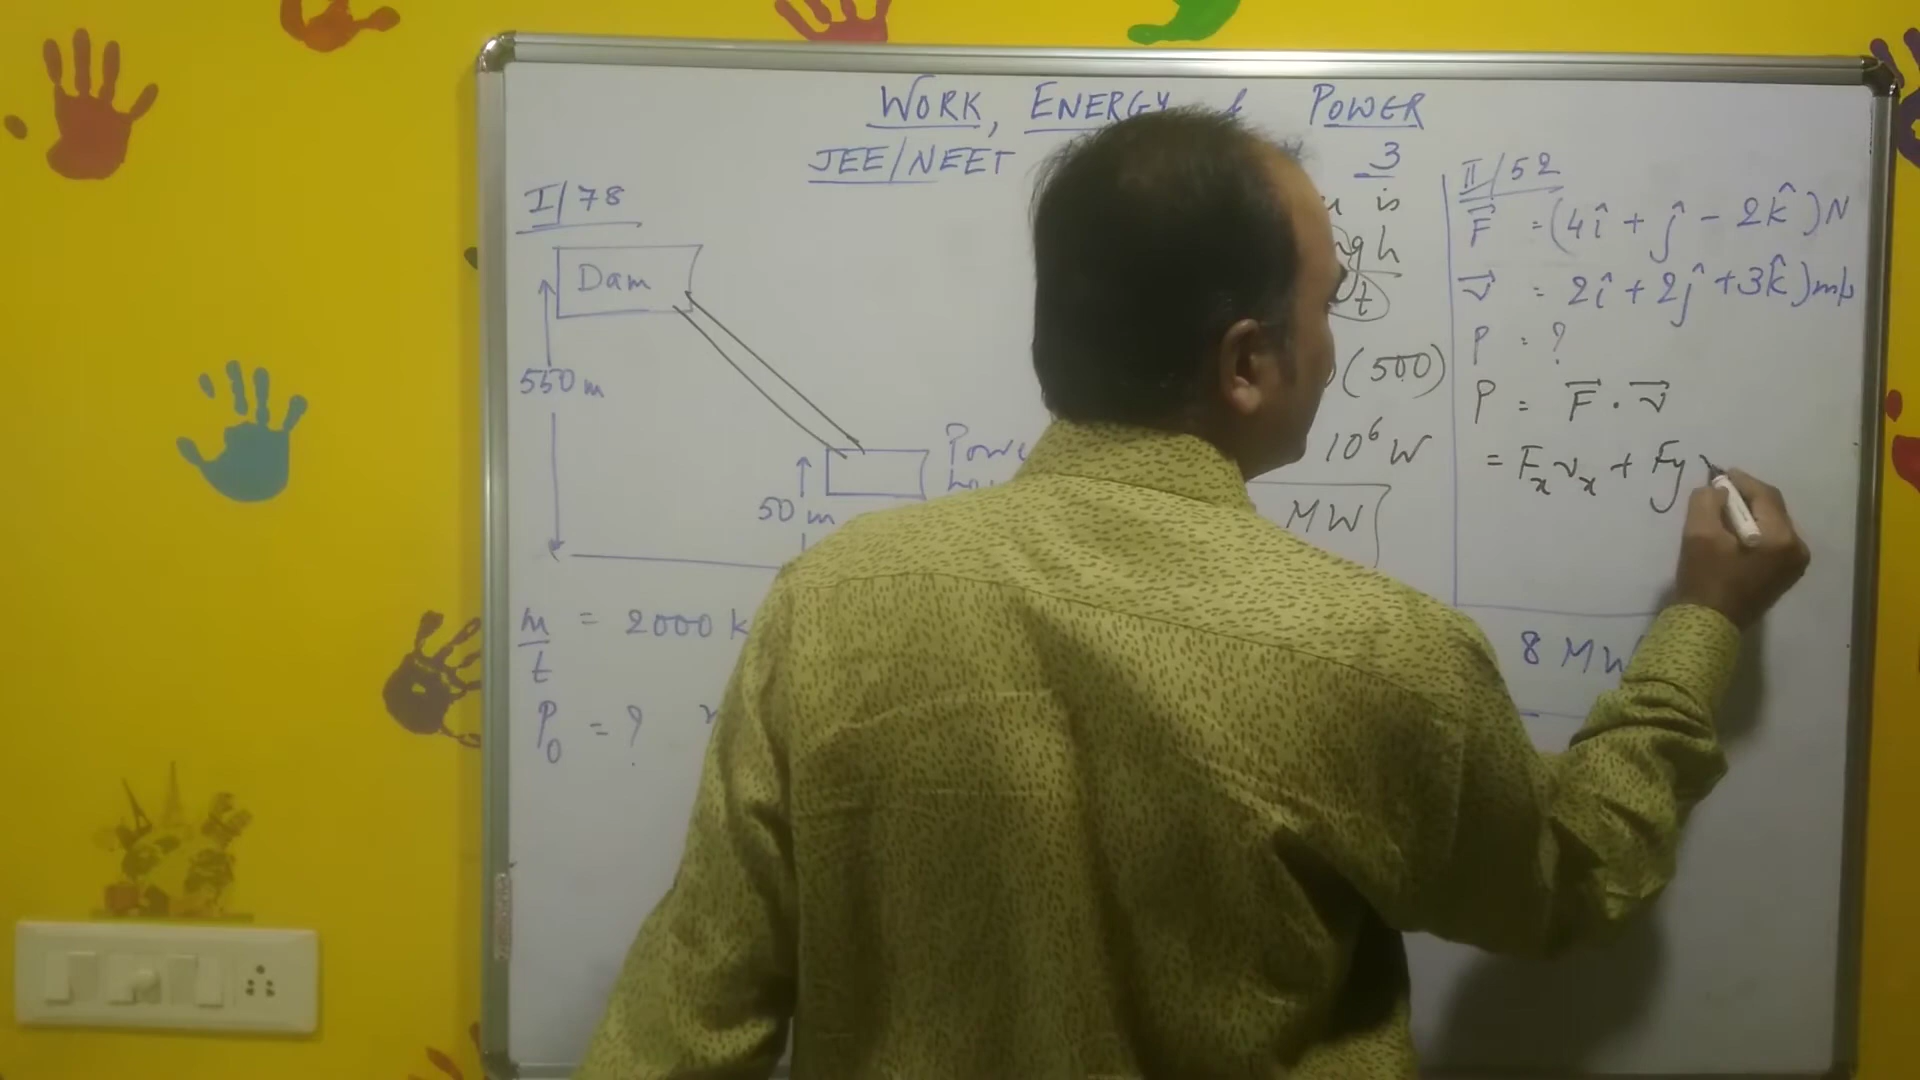 WORK, ENERGY & POWER
JEE/NEET 3
I/78
Dam
550 m
50 m
m/t = 2000 k
P₀ = ?
is
gh
t
(500)
10⁶ W
MW
II/52
F⃗ = (4î + ĵ - 2k̂) N
v⃗ = 2î + 2ĵ + 3k̂) m/s
P = ?
P = F⃗ . v⃗
= Fₓ vₓ + Fy
8 MW